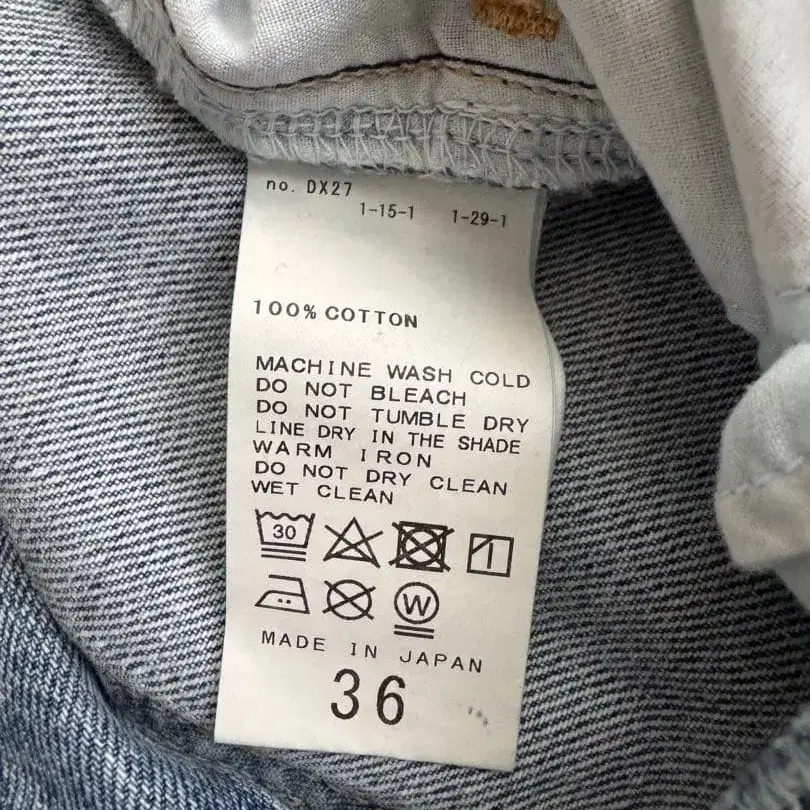 no. DX27
1-15-1 1-29-1
100% COTTON
MACHINE WASH COLD
DO NOT BLEACH
DO NOT TUMBLE DRY
LINE DRY IN THE SHADE
WARM IRON
DO NOT DRY CLEAN
WET CLEAN
30
W
MADE IN JAPAN
36